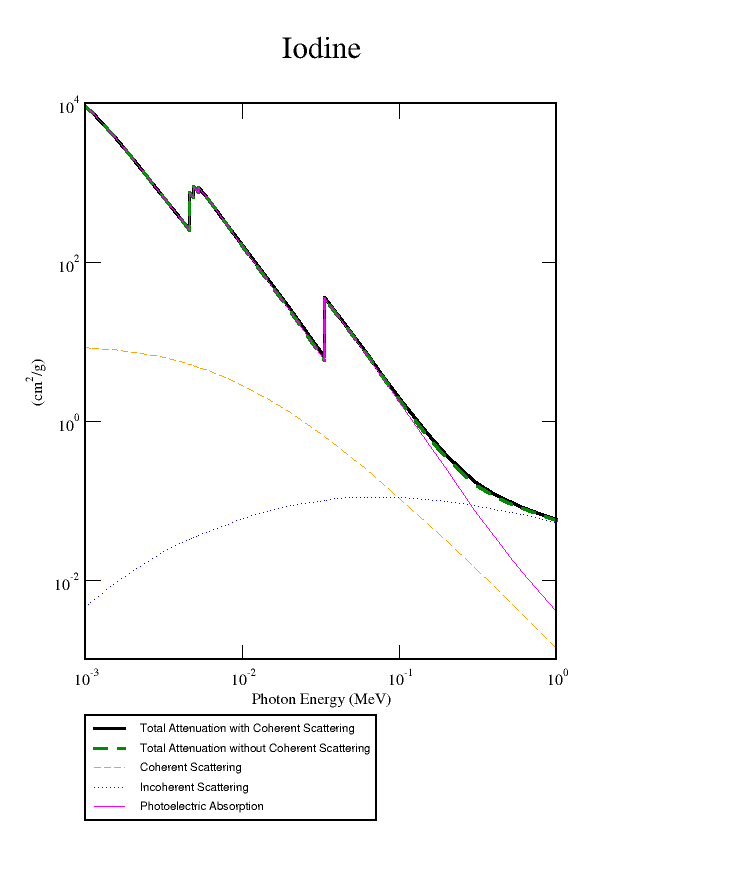 Iodine
10^4
10^2
(cm^2/g)
10^0
10^-2
10^-3 10^-2 10^-1 10^0
Photon Energy (MeV)
Total Attenuation with Coherent Scattering
Total Attenuation without Coherent Scattering
Coherent Scattering
Incoherent Scattering
Photoelectric Absorption